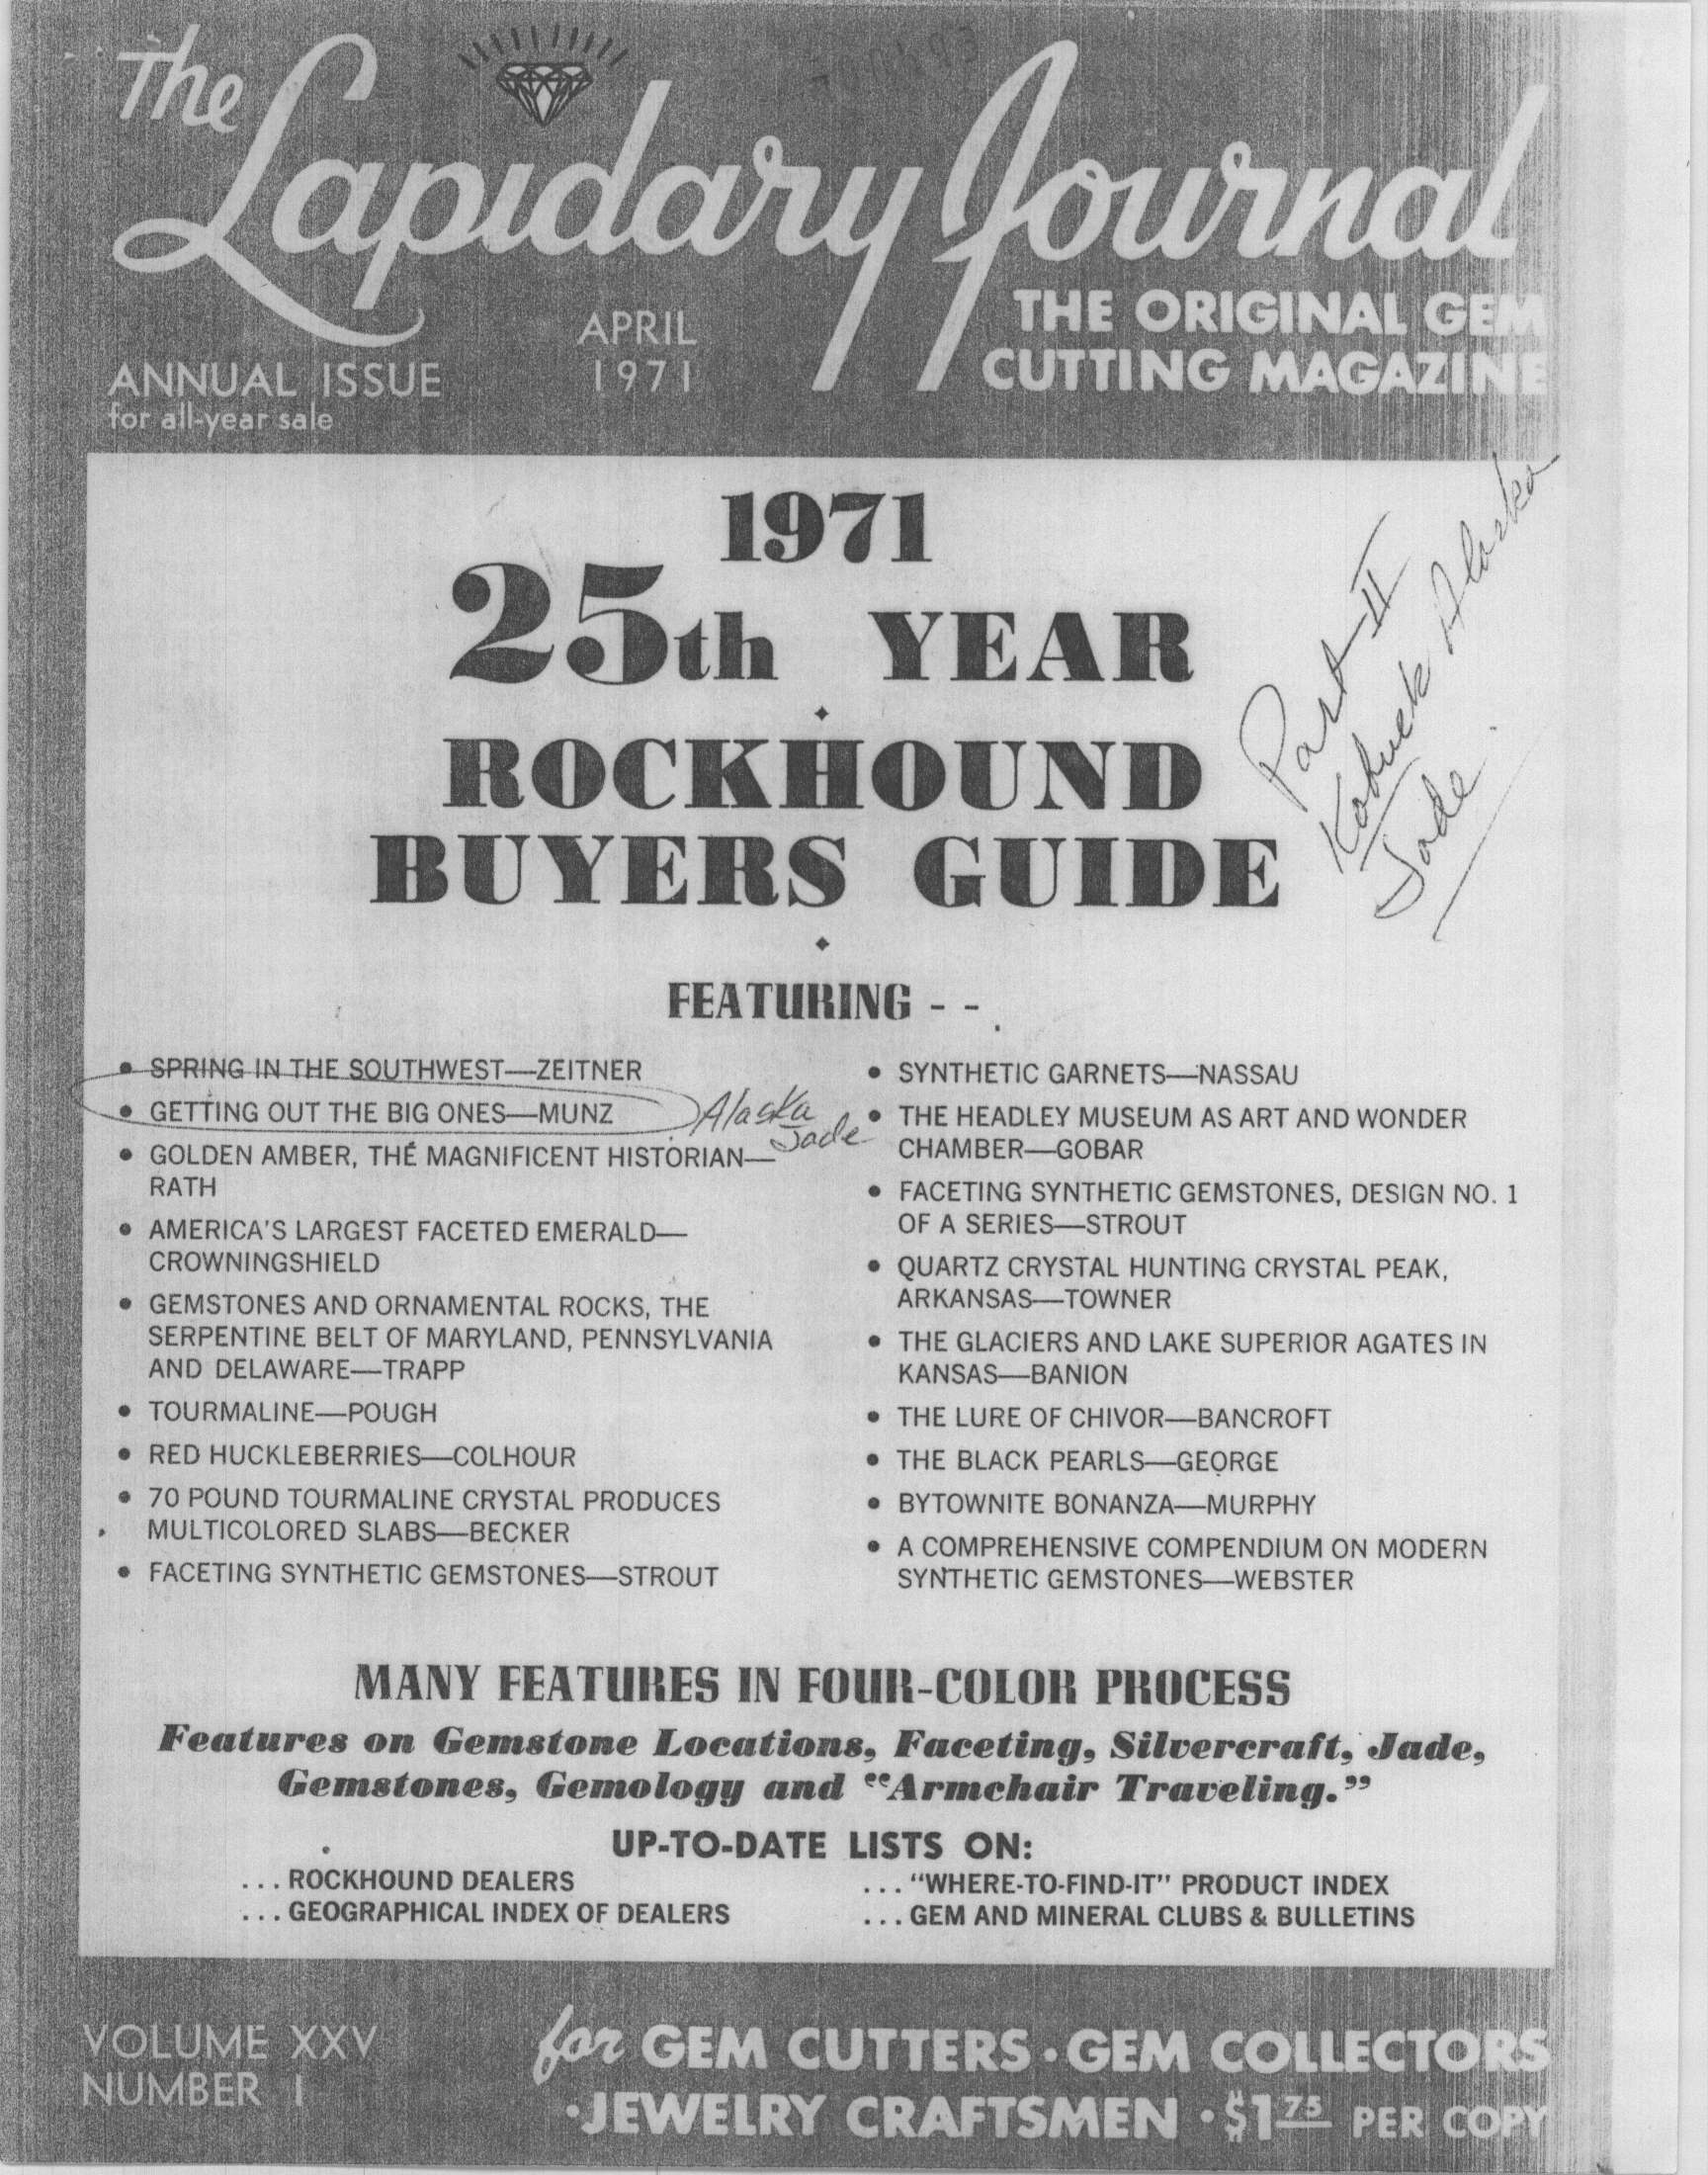 The
Lapidary Journal
THE ORIGINAL GEM
CUTTING MAGAZINE
APRIL
1971
ANNUAL ISSUE
for all-year sale
1971
25th YEAR
ROCKHOUND
BUYERS GUIDE
Part II
Kobuck Alaska
Jade
FEATURING - -
• SPRING IN THE SOUTHWEST—ZEITNER
• GETTING OUT THE BIG ONES—MUNZ
Alaska
Jade
• GOLDEN AMBER, THE MAGNIFICENT HISTORIAN—
RATH
• AMERICA'S LARGEST FACETED EMERALD—
CROWNINGSHIELD
• GEMSTONES AND ORNAMENTAL ROCKS, THE
SERPENTINE BELT OF MARYLAND, PENNSYLVANIA
AND DELAWARE—TRAPP
• TOURMALINE—POUGH
• RED HUCKLEBERRIES—COLHOUR
• 70 POUND TOURMALINE CRYSTAL PRODUCES
MULTICOLORED SLABS—BECKER
• FACETING SYNTHETIC GEMSTONES—STROUT
• SYNTHETIC GARNETS—NASSAU
• THE HEADLEY MUSEUM AS ART AND WONDER
CHAMBER—GOBAR
• FACETING SYNTHETIC GEMSTONES, DESIGN NO. 1
OF A SERIES—STROUT
• QUARTZ CRYSTAL HUNTING CRYSTAL PEAK,
ARKANSAS—TOWNER
• THE GLACIERS AND LAKE SUPERIOR AGATES IN
KANSAS—BANION
• THE LURE OF CHIVOR—BANCROFT
• THE BLACK PEARLS—GEORGE
• BYTOWNITE BONANZA—MURPHY
• A COMPREHENSIVE COMPENDIUM ON MODERN
SYNTHETIC GEMSTONES—WEBSTER
MANY FEATURES IN FOUR-COLOR PROCESS
Features on Gemstone Locations, Faceting, Silvercraft, Jade,
Gemstones, Gemology and "Armchair Traveling."
UP-TO-DATE LISTS ON:
... ROCKHOUND DEALERS
... GEOGRAPHICAL INDEX OF DEALERS
... "WHERE-TO-FIND-IT" PRODUCT INDEX
... GEM AND MINERAL CLUBS & BULLETINS
VOLUME XXV
NUMBER 1
for GEM CUTTERS · GEM COLLECTORS
· JEWELRY CRAFTSMEN · $1.75 PER COPY